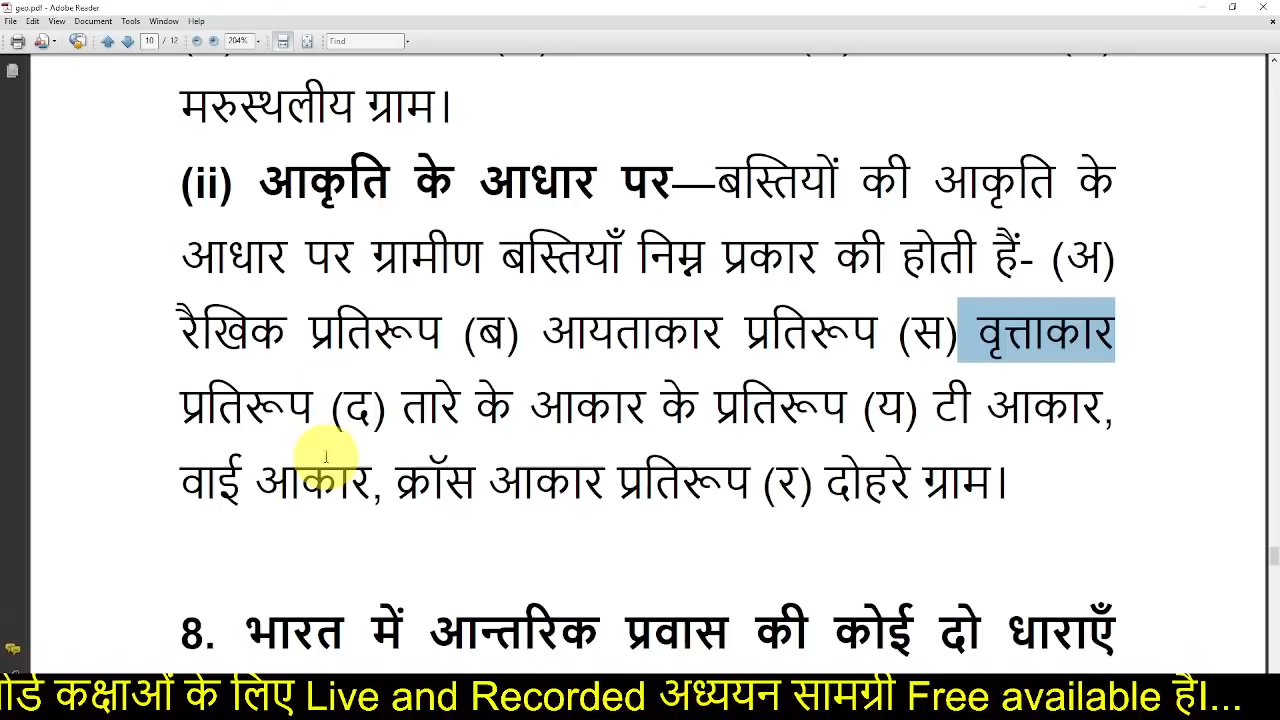 geo.pdf - Adobe Reader
File Edit View Document Tools Window Help
10 / 12 204% Find
मरुस्थलीय ग्राम।
(ii) आकृति के आधार पर—बस्तियों की आकृति के
आधार पर ग्रामीण बस्तियाँ निम्न प्रकार की होती हैं- (अ)
रैखिक प्रतिरूप (ब) आयताकार प्रतिरूप (स) वृत्ताकार
प्रतिरूप (द) तारे के आकार के प्रतिरूप (य) टी आकार,
वाई आकार, क्रॉस आकार प्रतिरूप (र) दोहरे ग्राम।
8. भारत में आन्तरिक प्रवास की कोई दो धाराएँ
कक्षाओं के लिए Live and Recorded अध्ययन सामग्री Free available है।...